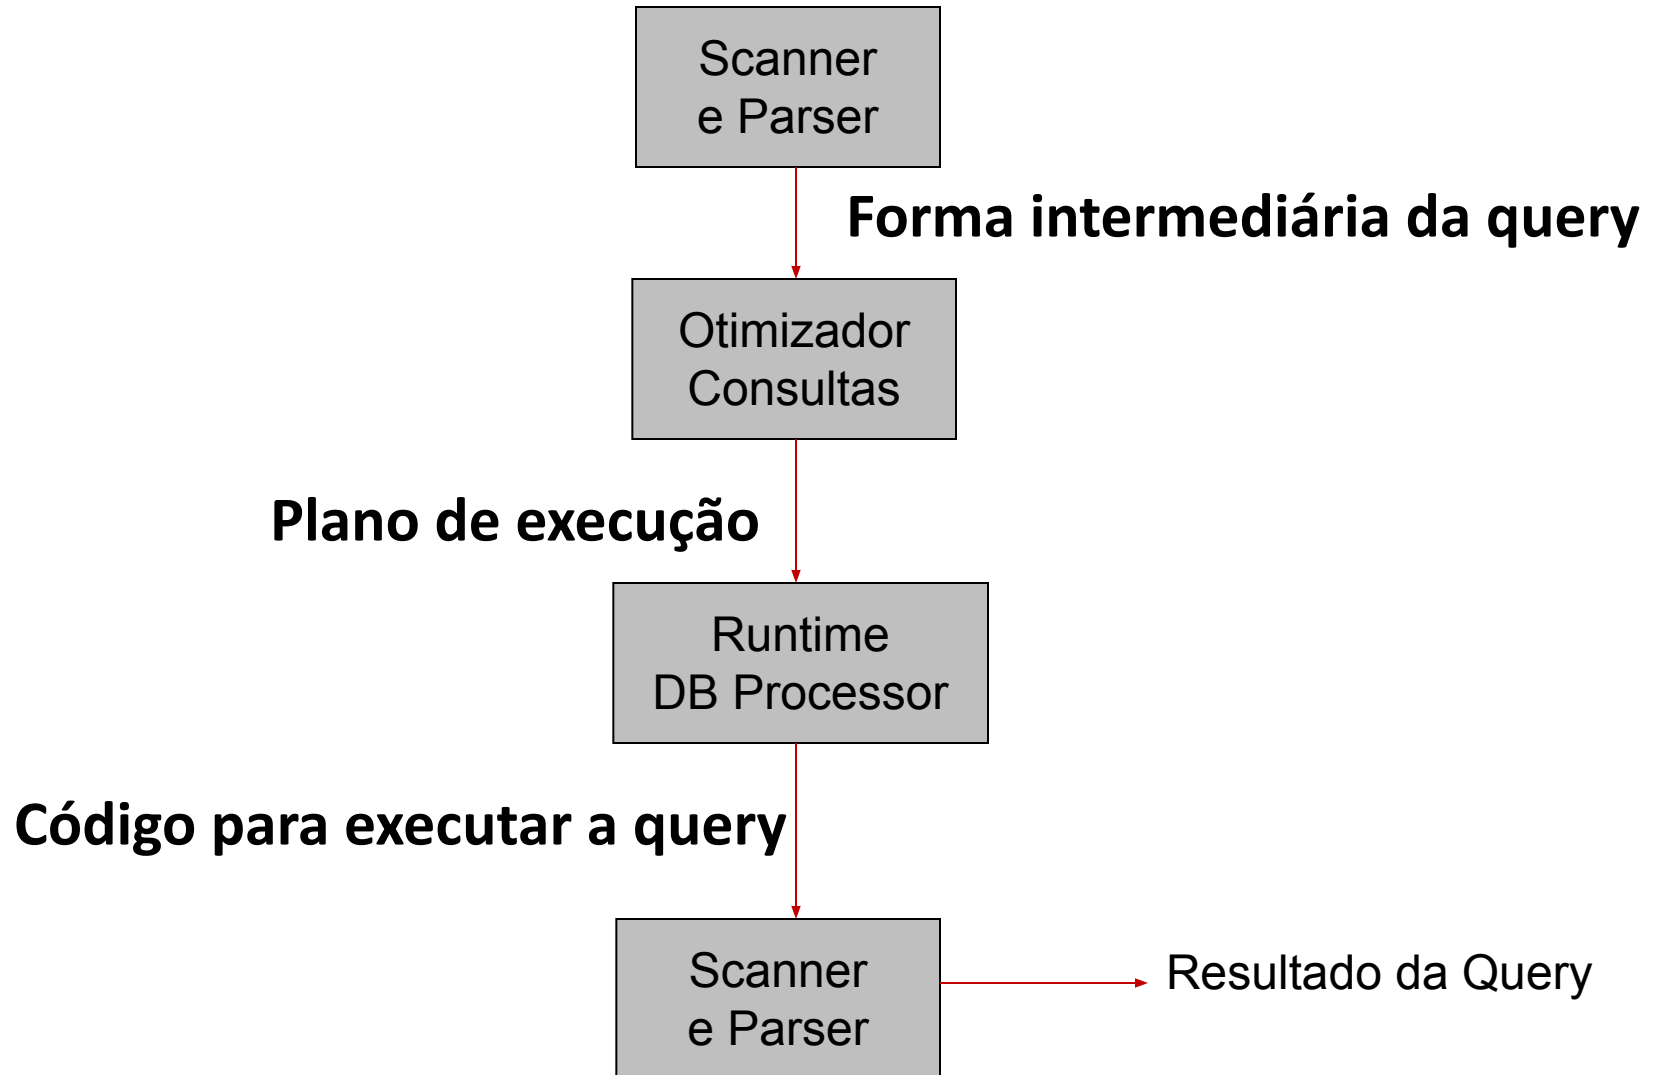 Scanner
e Parser
Forma intermediária da query
Otimizador
Consultas
Plano de execução
Runtime
DB Processor
Código para executar a query
Scanner
e Parser
Resultado da Query